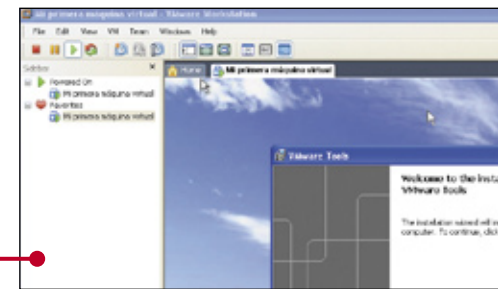 Mi primera máquina virtual - VMware Workstation
File Edit View VM Team Windows Help
Sidebar ×
Powered On
Mi primera máquina virtual
Favorites
Mi primera máquina virtual
Home Mi primera máquina virtual
VMware Tools
Welcome to the insta
VMware Tools
The installation wizard will
computer. To continue, click